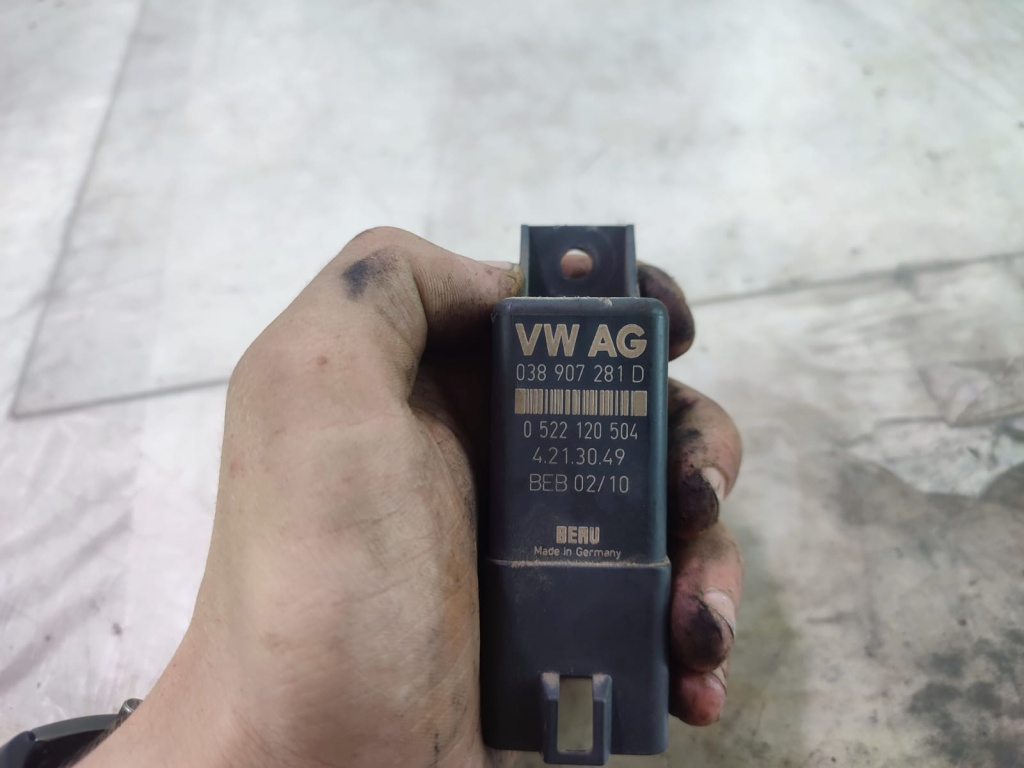 VW AG
038 907 281 D
0 522 120 504
4.21.30.49
BEB 02/10
BERU
Made in Germany